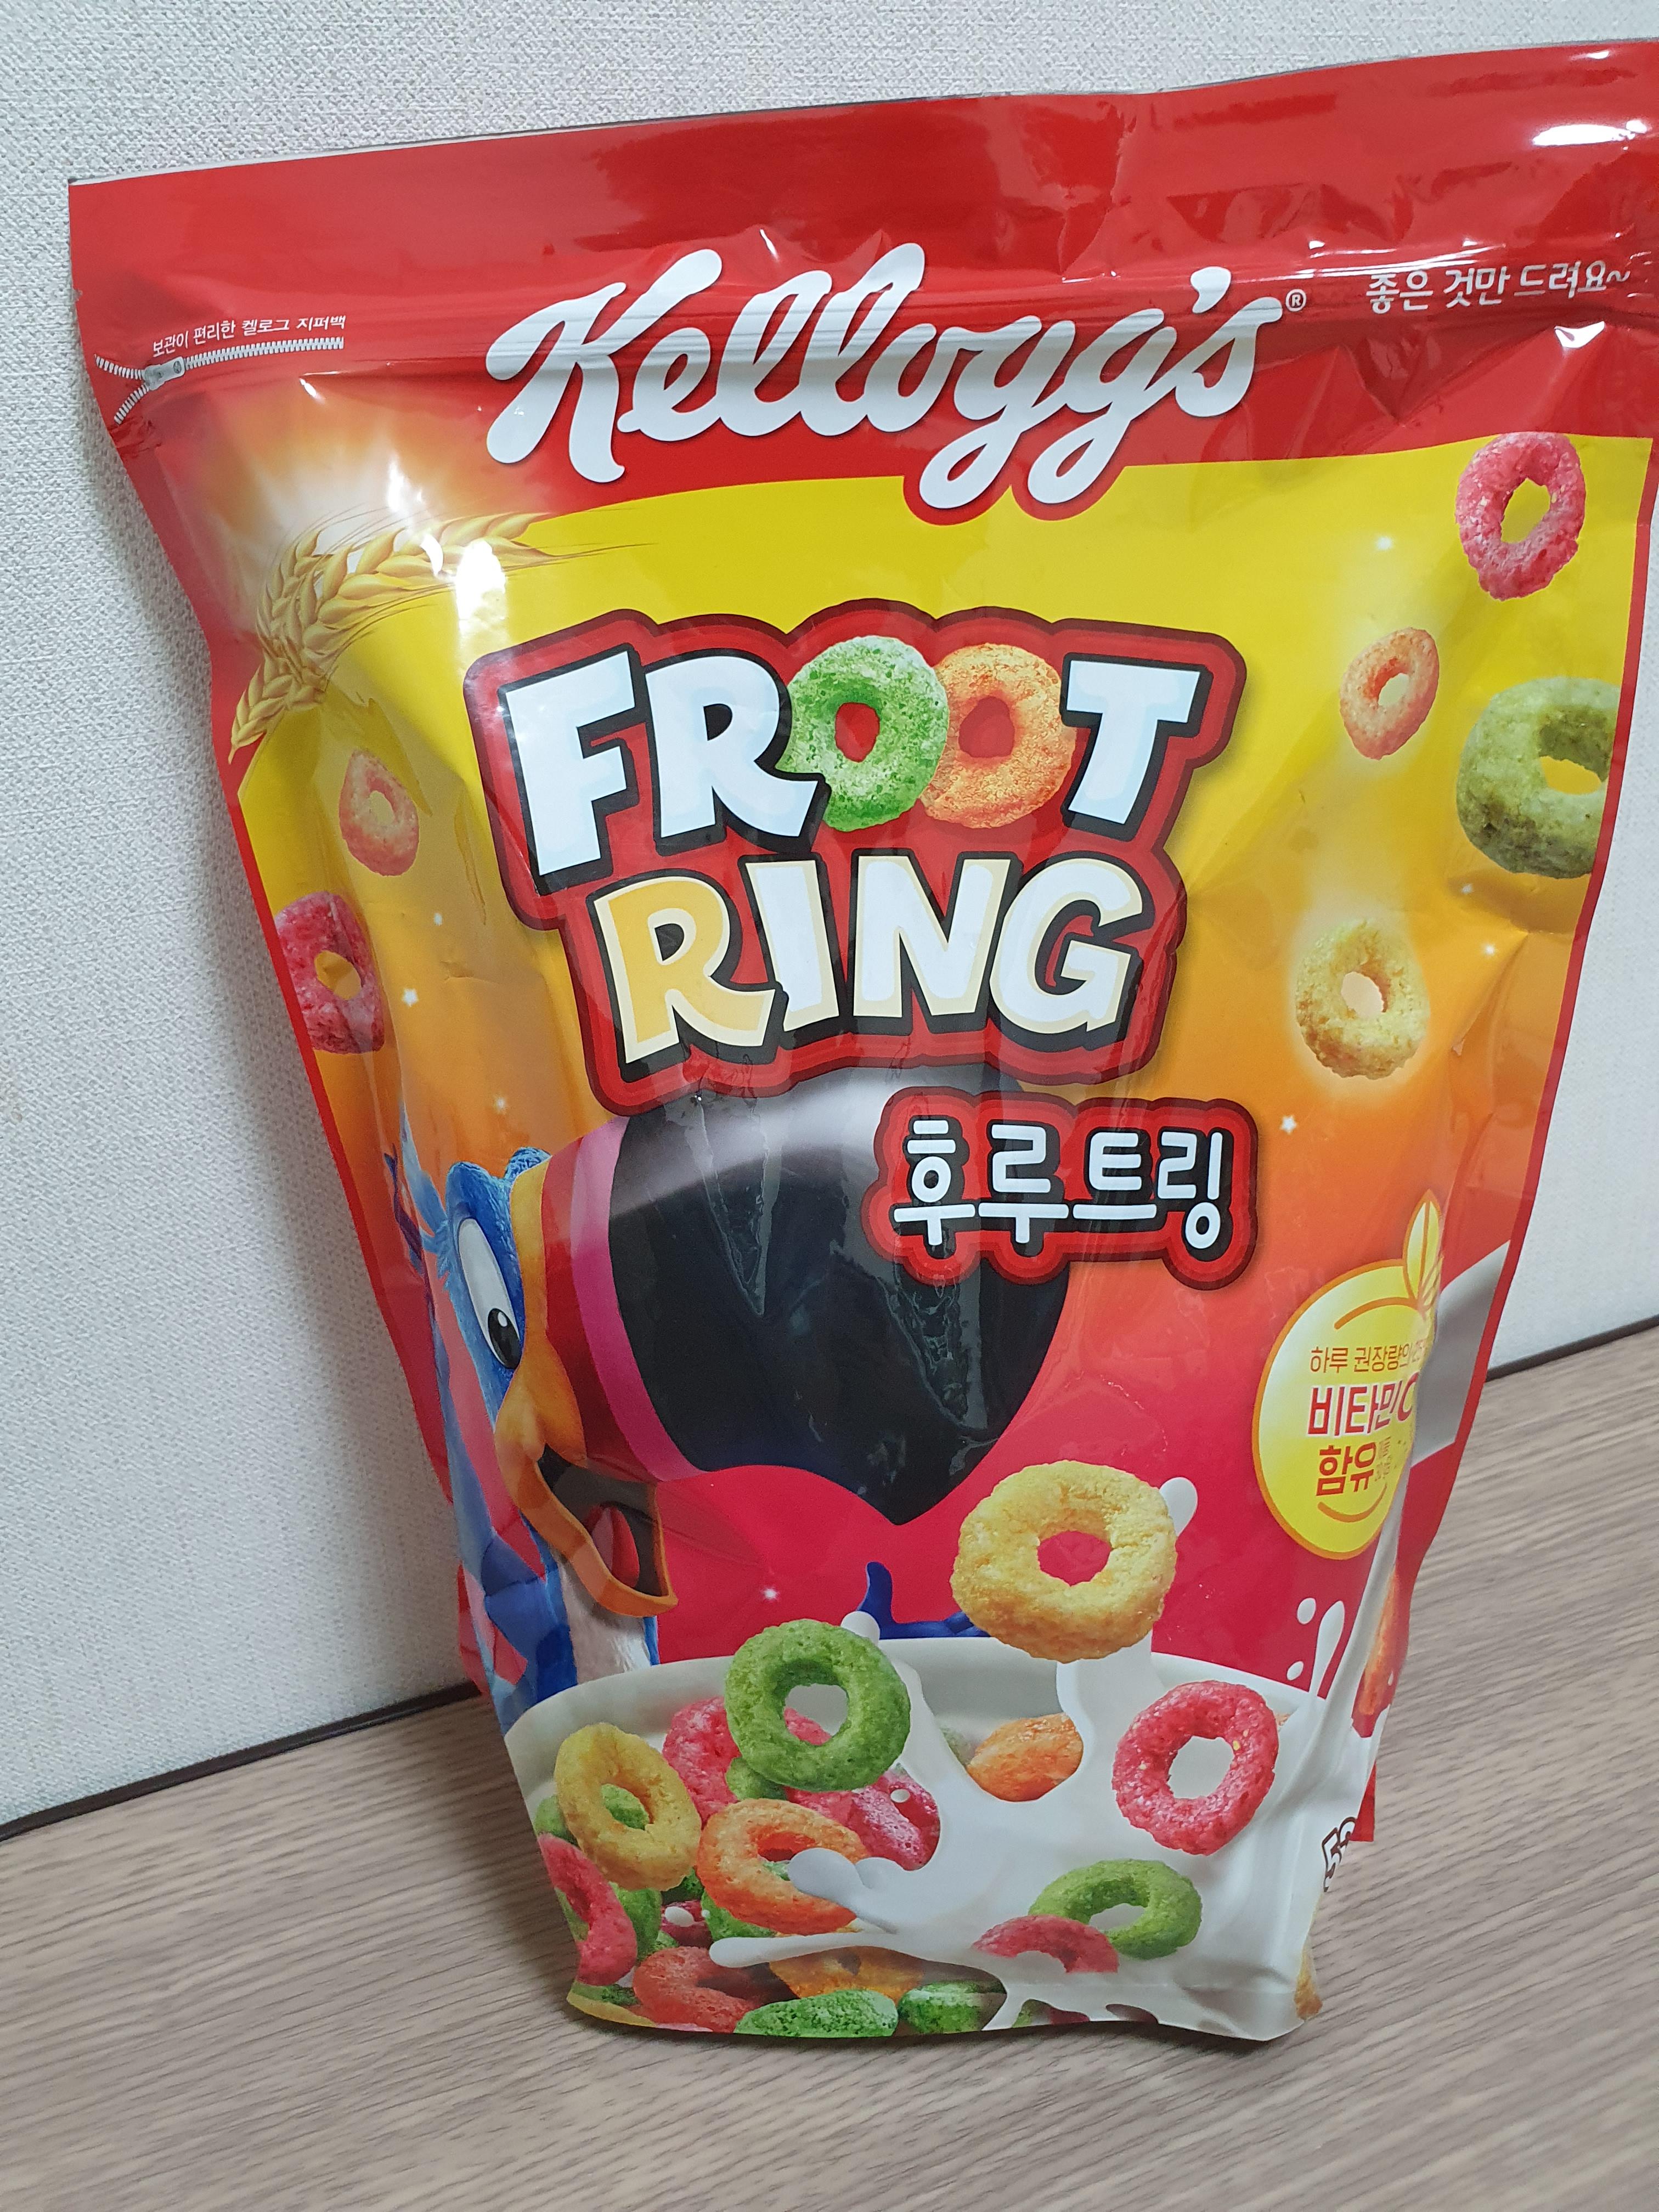 Kellogg's®
좋은 것만 드려요~
보관이 편리한 켈로그 지퍼백
FROOT
RING
후루트링
하루 권장량의
비타민C
함유